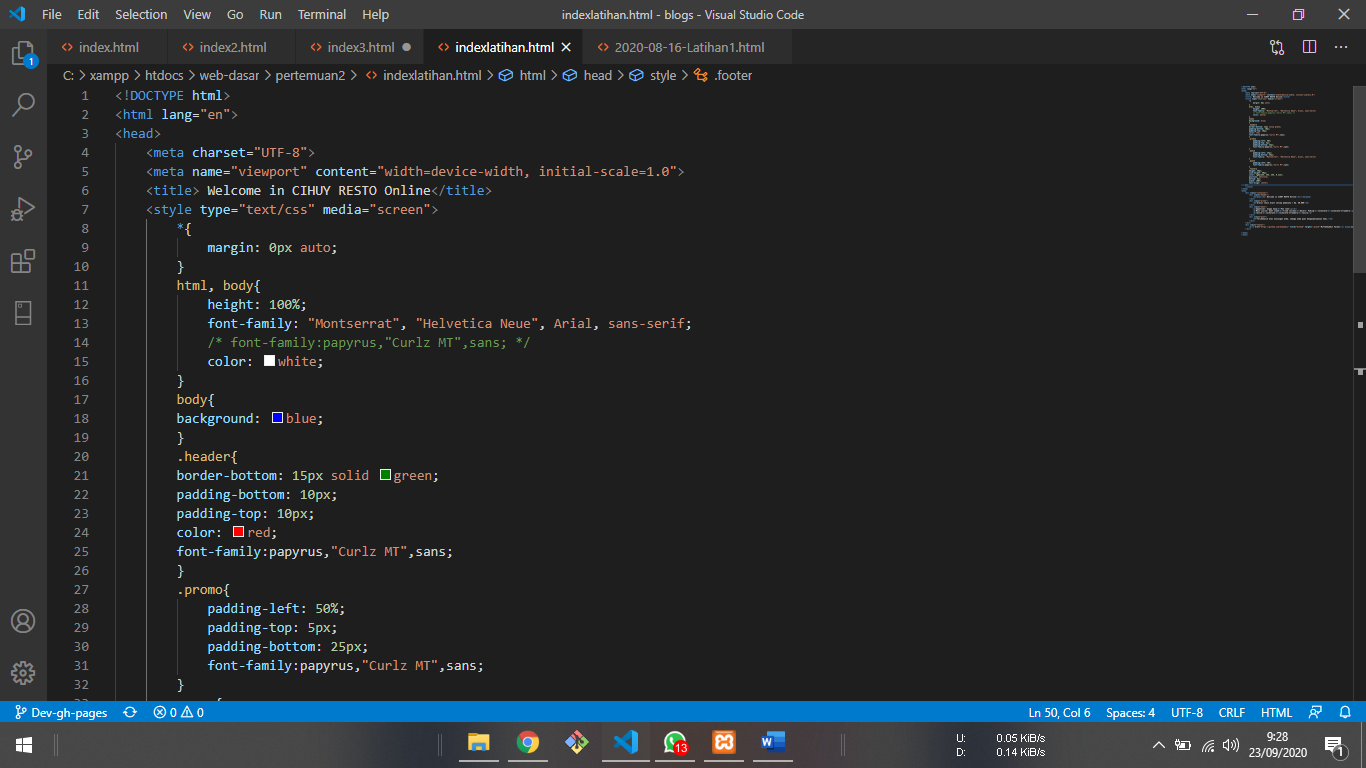 File Edit Selection View Go Run Terminal Help indexlatihan.html - blogs - Visual Studio Code
index.html index2.html index3.html indexlatihan.html 2020-08-16-Latihan1.html
C: > xampp > htdocs > web-dasar > pertemuan2 > indexlatihan.html > html > head > style > .footer
1 <!DOCTYPE html>
2 <html lang="en">
3 <head>
4 <meta charset="UTF-8">
5 <meta name="viewport" content="width=device-width, initial-scale=1.0">
6 <title> Welcome in CIHUY RESTO Online</title>
7 <style type="text/css" media="screen">
8 *{
9 margin: 0px auto;
10 }
11 html, body{
12 height: 100%;
13 font-family: "Montserrat", "Helvetica Neue", Arial, sans-serif;
14 /* font-family:papyrus,"Curlz MT",sans; */
15 color: white;
16 }
17 body{
18 background: blue;
19 }
20 .header{
21 border-bottom: 15px solid green;
22 padding-bottom: 10px;
23 padding-top: 10px;
24 color: red;
25 font-family:papyrus,"Curlz MT",sans;
26 }
27 .promo{
28 padding-left: 50%;
29 padding-top: 5px;
30 padding-bottom: 25px;
31 font-family:papyrus,"Curlz MT",sans;
32 }
1
Dev-gh-pages 0 0 Ln 50, Col 6 Spaces: 4 UTF-8 CRLF HTML
13 W U: 0.05 KiB/s 9:28
D: 0.14 KiB/s 23/09/2020 1